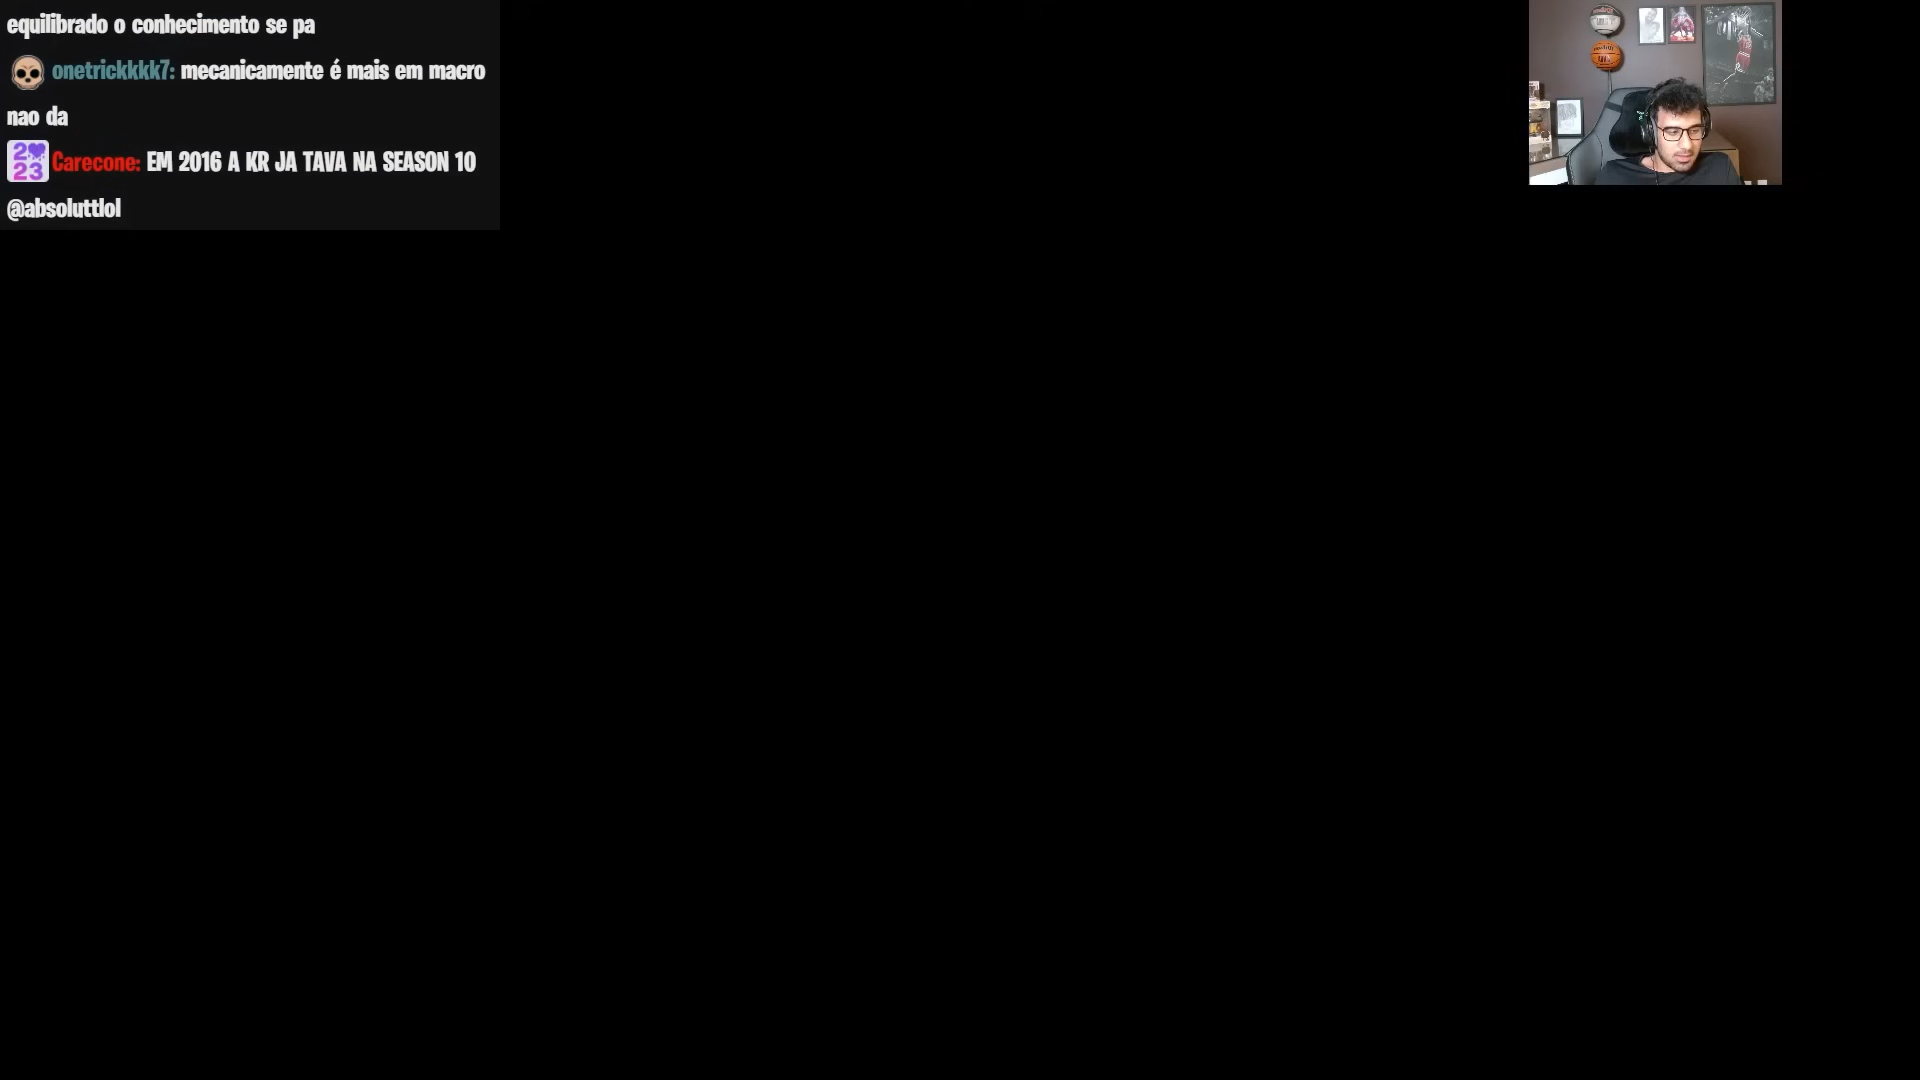 equilibrado o conhecimento se pa
onetrickkkk7: mecanicamente é mais em macro
nao da
2023 Carecone: EM 2016 A KR JA TAVA NA SEASON 10
@absoluttlol